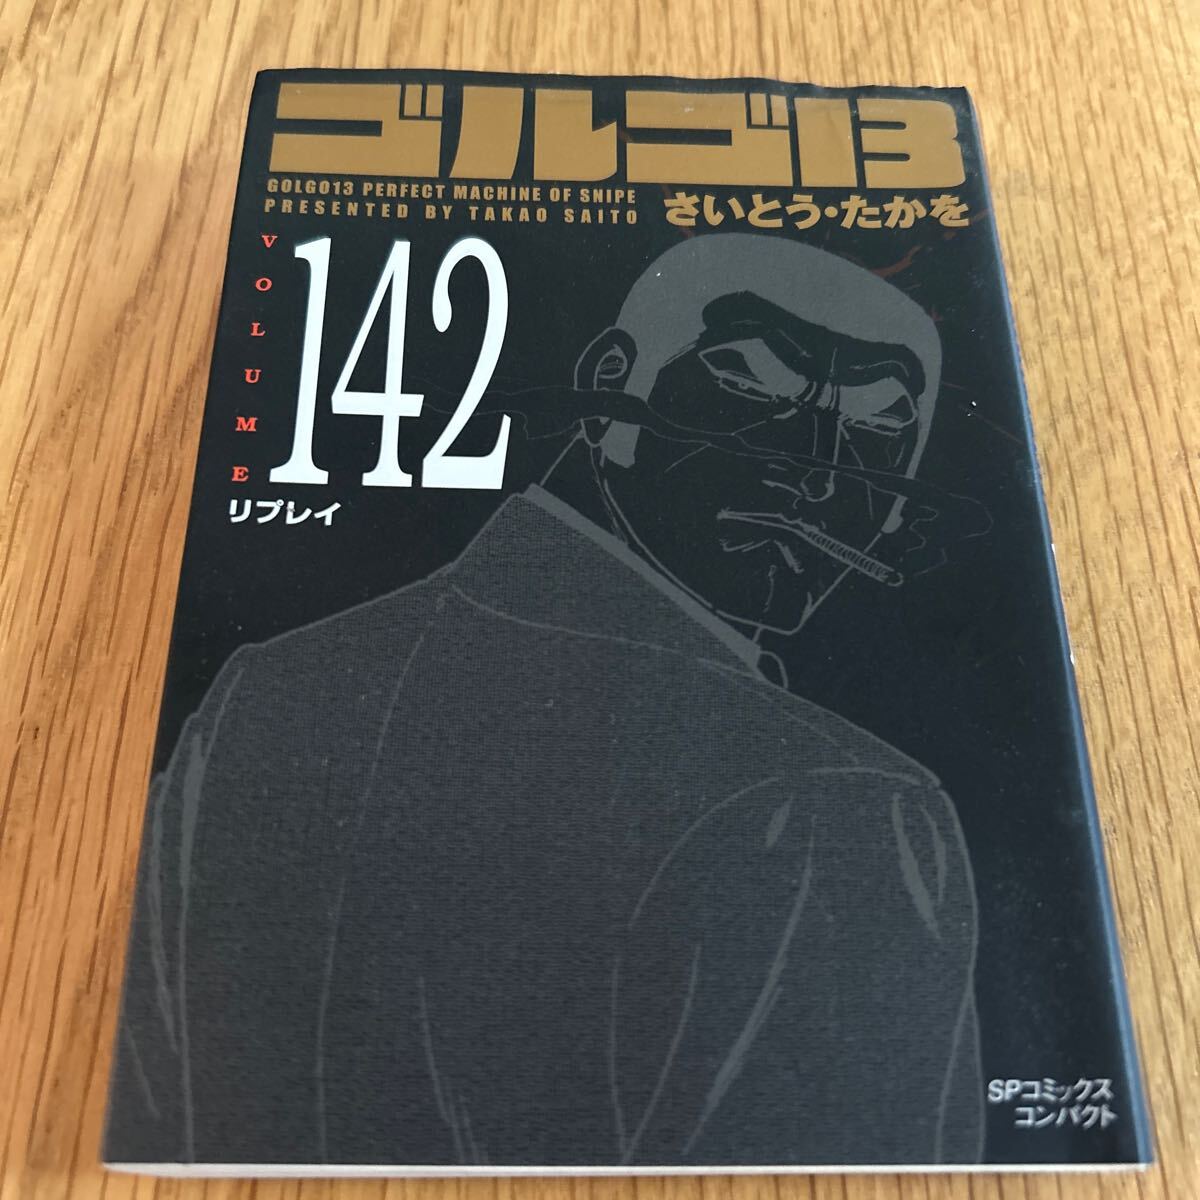 ゴルゴ13
GOLGO13 PERFECT MACHINE OF SNIPE
PRESENTED BY TAKAO SAITO
さいとう・たかを
VOLUME
142
リプレイ
SPコミックス
コンパクト